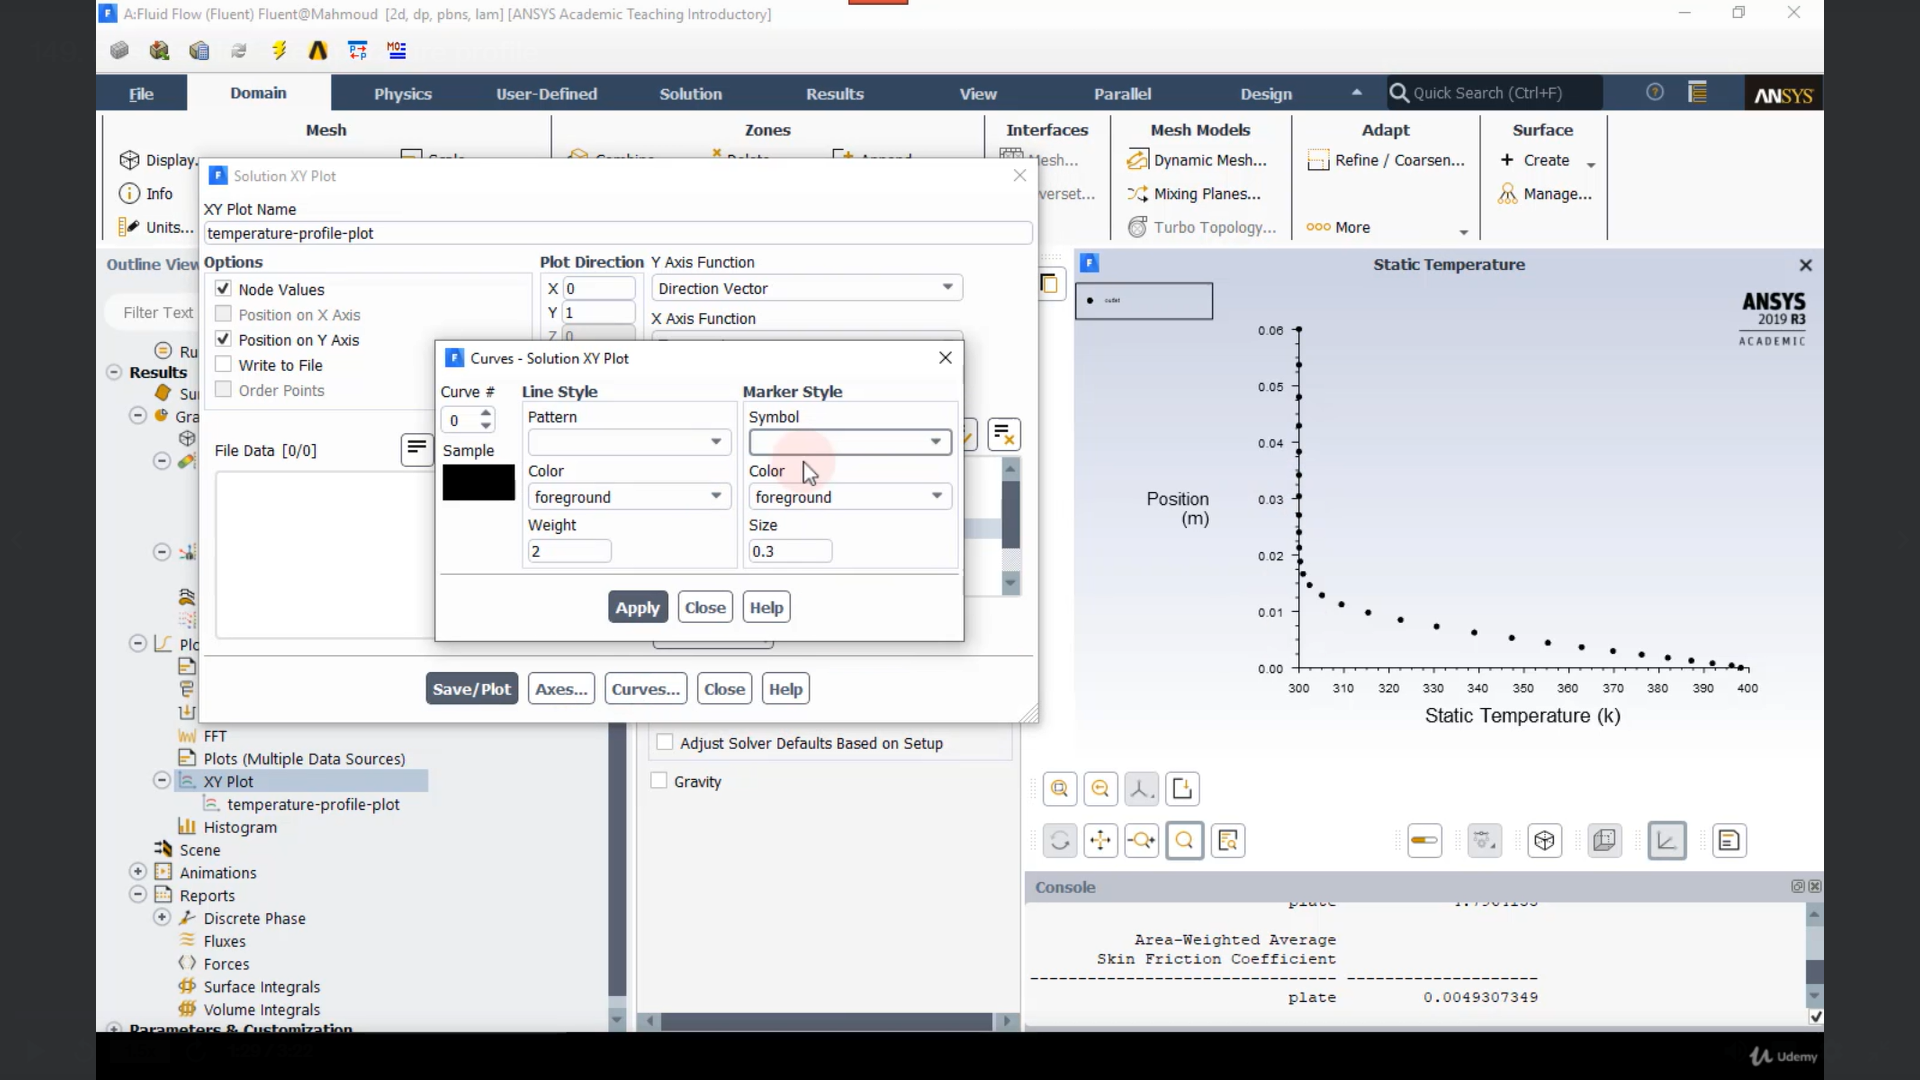 A:Fluid Flow (Fluent) Fluent@Mahmoud [2d, dp, pbns, lam] [ANSYS Academic Teaching Introductory]
File
Domain
Physics
User-Defined
Solution
Results
View
Parallel
Design
Quick Search (Ctrl+F)
ANSYS
Mesh
Zones
Interfaces
Mesh Models
Adapt
Surface
Display...
Info
Units...
Dynamic Mesh...
Mixing Planes...
Turbo Topology...
Refine / Coarsen...
More
Create
Manage...
Outline View
Filter Text
Results
Solution XY Plot
XY Plot Name
temperature-profile-plot
Options
Node Values
Position on X Axis
Position on Y Axis
Write to File
Order Points
Plot Direction
X 0
Y 1
Z 0
Y Axis Function
Direction Vector
X Axis Function
File Data [0/0]
Curves - Solution XY Plot
Curve #
0
Sample
Line Style
Pattern
Color
foreground
Weight
2
Marker Style
Symbol
Color
foreground
Size
0.3
Apply
Close
Help
Save/Plot
Axes...
Curves...
Close
Help
FFT
Plots (Multiple Data Sources)
XY Plot
temperature-profile-plot
Histogram
Scene
Animations
Reports
Discrete Phase
Fluxes
Forces
Surface Integrals
Volume Integrals
Parameters & Customization
Adjust Solver Defaults Based on Setup
Gravity
Static Temperature
outlet
ANSYS
2019 R3
ACADEMIC
0.06
0.05
0.04
0.03
0.02
0.01
0.00
Position
(m)
300 310 320 330 340 350 360 370 380 390 400
Static Temperature (k)
Console
Area-Weighted Average
Skin Friction Coefficient
-------------------------------- --------------------
plate 0.0049307349
Udemy